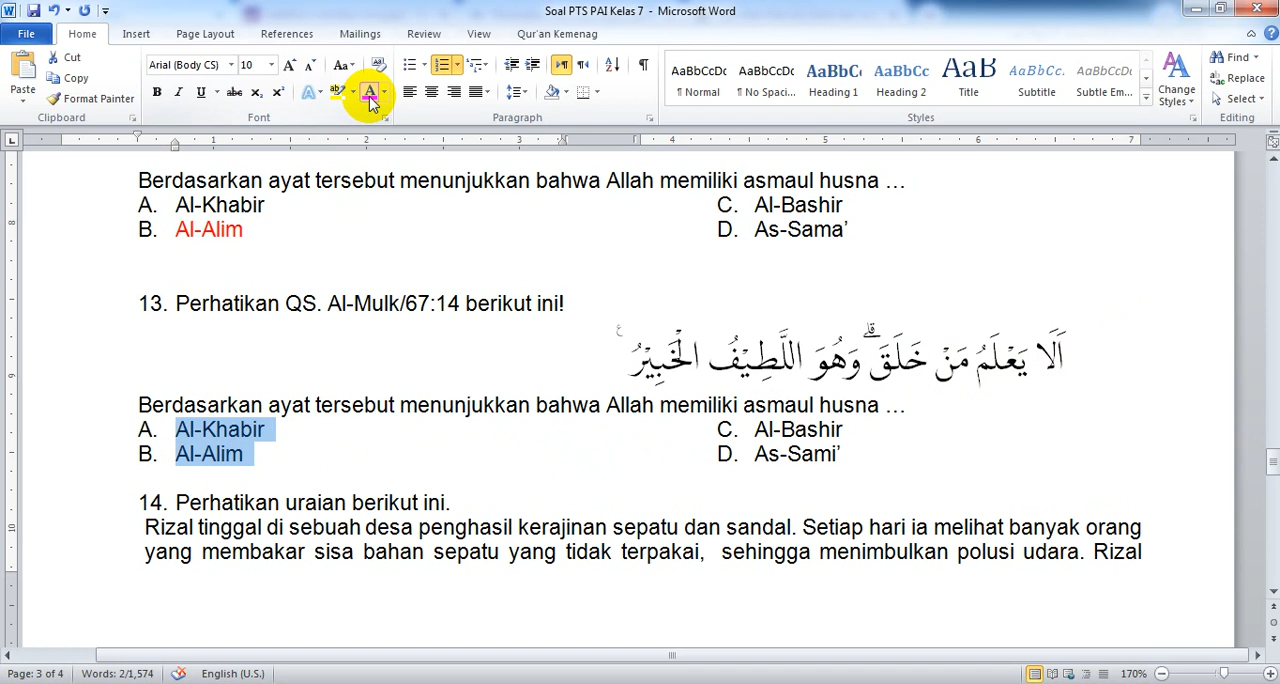 Soal PTS PAI Kelas 7 - Microsoft Word
File Home Insert Page Layout References Mailings Review View Qur'an Kemenag
Cut
Copy
Format Painter
Paste
Clipboard
Arial (Body CS) 10
Font
Paragraph
AaBbCcDc AaBbCcDc AaBbCc AaBbCc AaB AaBbCc. AaBbCcDc
¶ Normal ¶ No Spaci... Heading 1 Heading 2 Title Subtitle Subtle Em...
Styles
Change Styles
Find
Replace
Select
Editing
1 2 3 4 5 6 7
Berdasarkan ayat tersebut menunjukkan bahwa Allah memiliki asmaul husna …
A. Al-Khabir C. Al-Bashir
B. Al-Alim D. As-Sama’
13. Perhatikan QS. Al-Mulk/67:14 berikut ini!
اَلَا يَعْلَمُ مَنْ خَلَقَۗ وَهُوَ اللَّطِيْفُ الْخَبِيْرُ ࣖ
Berdasarkan ayat tersebut menunjukkan bahwa Allah memiliki asmaul husna …
A. Al-Khabir C. Al-Bashir
B. Al-Alim D. As-Sami’
14. Perhatikan uraian berikut ini.
Rizal tinggal di sebuah desa penghasil kerajinan sepatu dan sandal. Setiap hari ia melihat banyak orang
yang membakar sisa bahan sepatu yang tidak terpakai, sehingga menimbulkan polusi udara. Rizal
Page: 3 of 4 Words: 2/1,574 English (U.S.) 170%